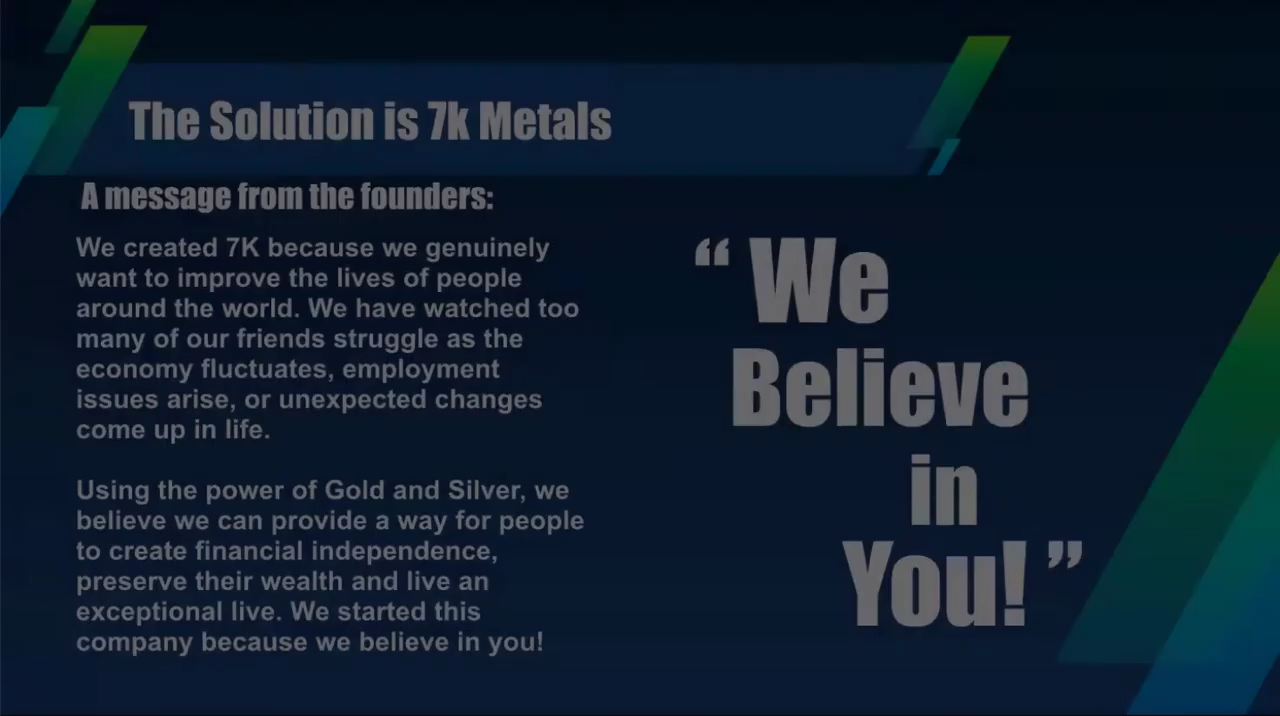 The Solution is 7k Metals
A message from the founders:
We created 7K because we genuinely
want to improve the lives of people
around the world. We have watched too
many of our friends struggle as the
economy fluctuates, employment
issues arise, or unexpected changes
come up in life.
Using the power of Gold and Silver, we
believe we can provide a way for people
to create financial independence,
preserve their wealth and live an
exceptional live. We started this
company because we believe in you!
“ We
Believe
in
You! ”